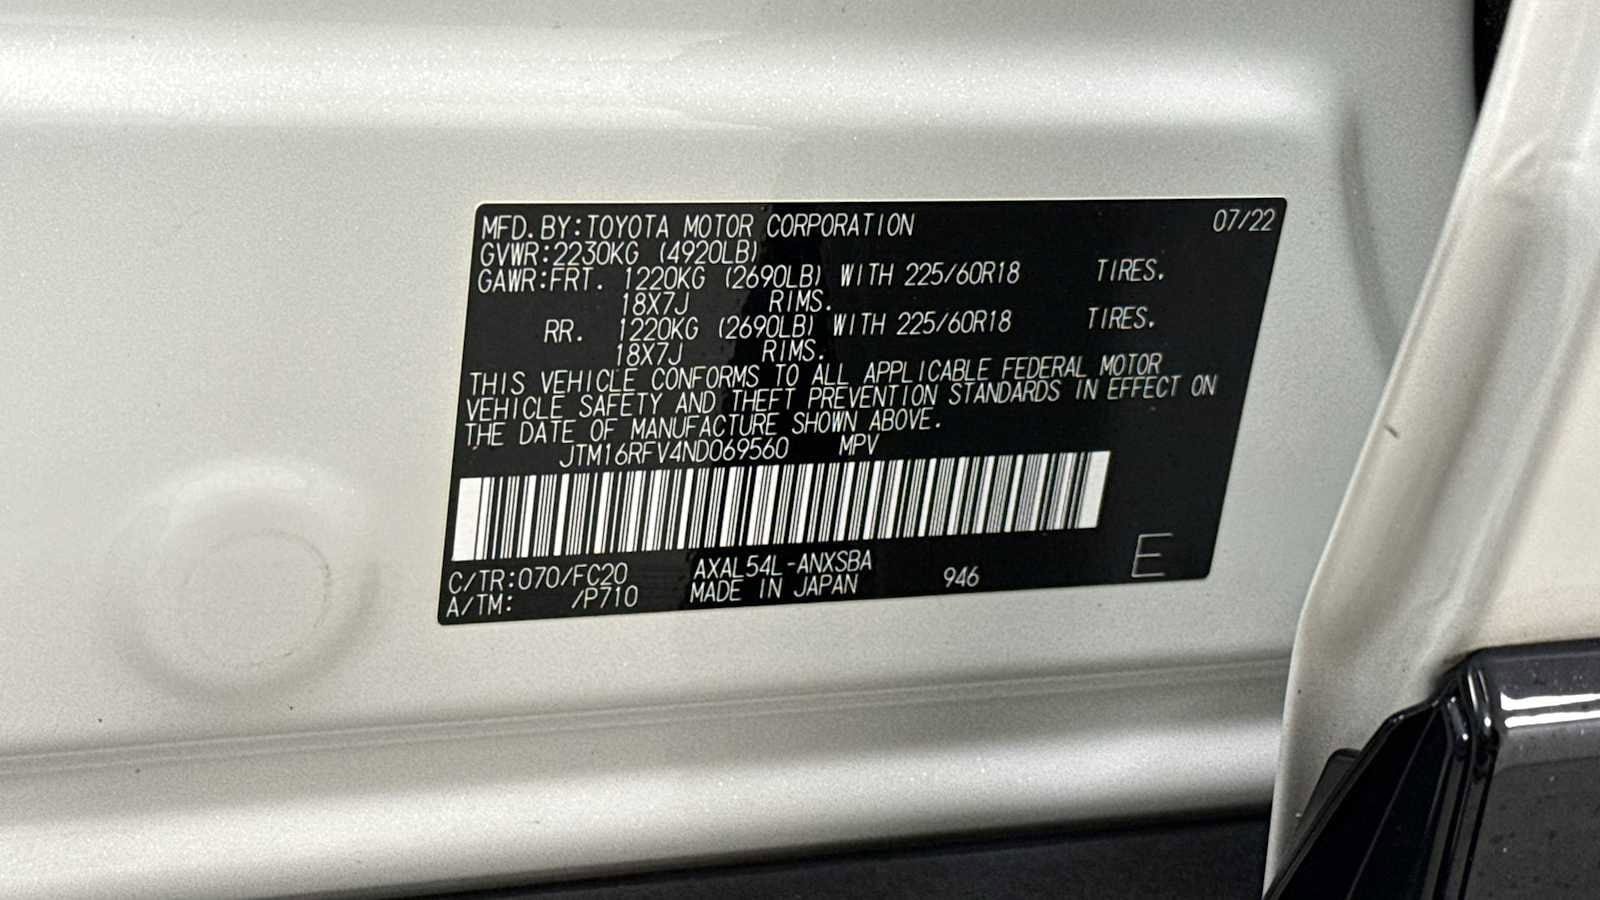 MFD.BY:TOYOTA MOTOR CORPORATION 07/22
GVWR:2230KG (4920LB)
GAWR:FRT. 1220KG (2690LB) WITH 225/60R18 TIRES.
18X7J RIMS.
RR. 1220KG (2690LB) WITH 225/60R18 TIRES.
18X7J RIMS.
THIS VEHICLE CONFORMS TO ALL APPLICABLE FEDERAL MOTOR
VEHICLE SAFETY AND THEFT PREVENTION STANDARDS IN EFFECT ON
THE DATE OF MANUFACTURE SHOWN ABOVE.
JTM16RFV4ND069560 MPV
C/TR:070/FC20 AXAL54L-ANXSBA
A/TM: /P710 MADE IN JAPAN 946 E